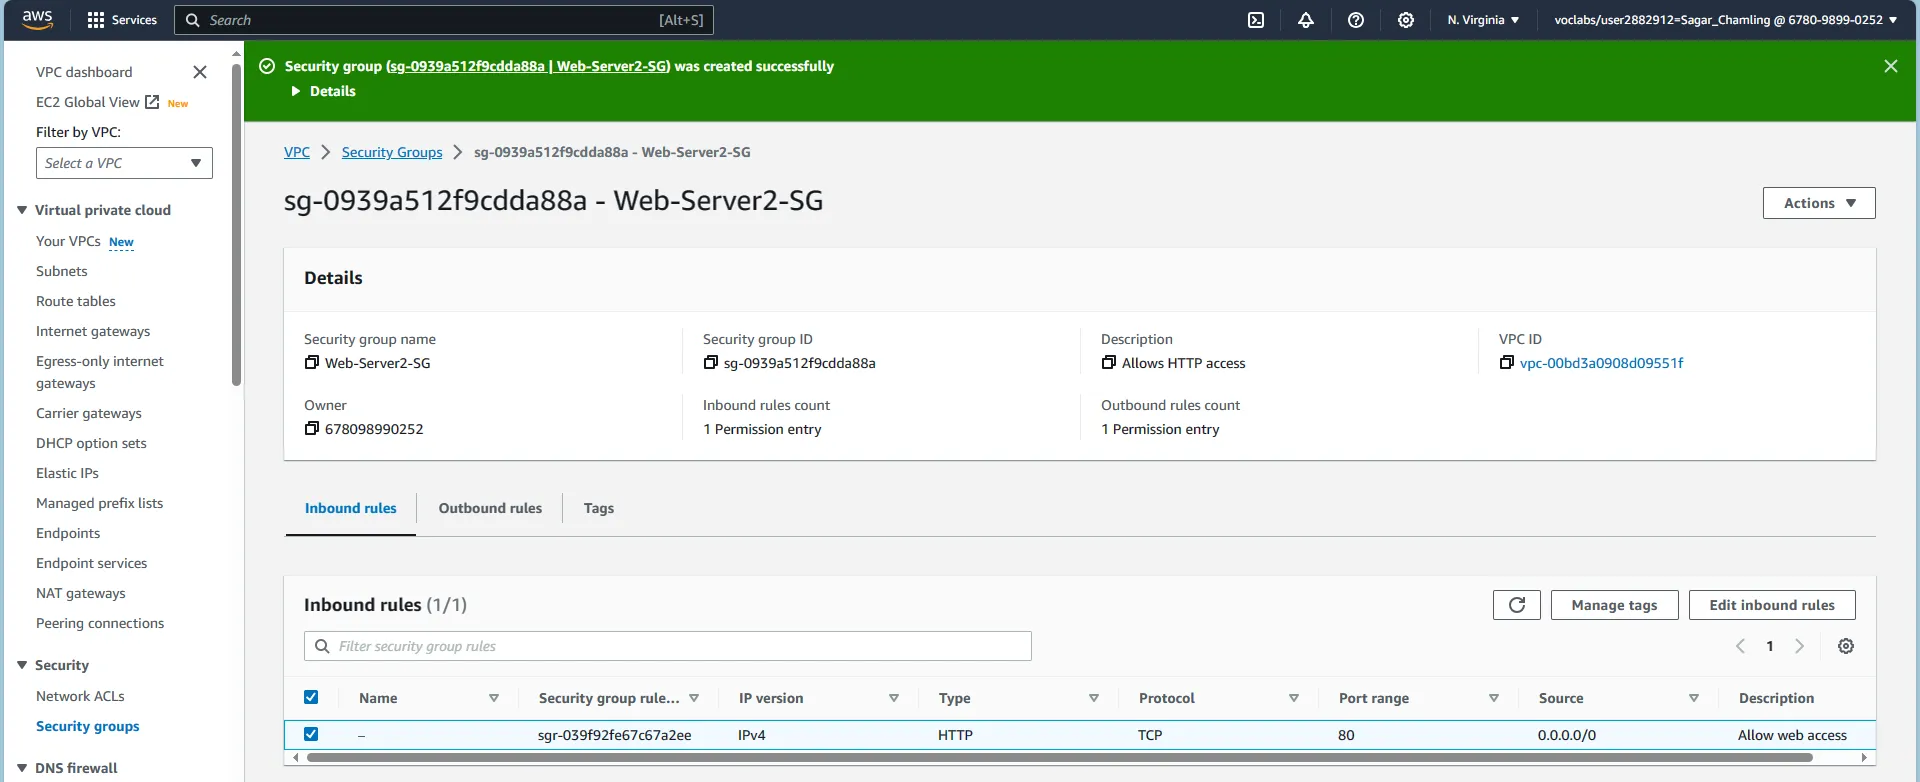 aws Services Search [Alt+S] N. Virginia voclabs/user2882912=Sagar_Chamling @ 6780-9899-0252
VPC dashboard
EC2 Global View New
Filter by VPC:
Select a VPC
Virtual private cloud
Your VPCs New
Subnets
Route tables
Internet gateways
Egress-only internet
gateways
Carrier gateways
DHCP option sets
Elastic IPs
Managed prefix lists
Endpoints
Endpoint services
NAT gateways
Peering connections
Security
Network ACLs
Security groups
DNS firewall
Security group (sg-0939a512f9cdda88a | Web-Server2-SG) was created successfully
Details
VPC Security Groups sg-0939a512f9cdda88a - Web-Server2-SG
sg-0939a512f9cdda88a - Web-Server2-SG
Actions
Details
Security group name Security group ID Description VPC ID
Web-Server2-SG sg-0939a512f9cdda88a Allows HTTP access vpc-00bd3a0908d09551f
Owner Inbound rules count Outbound rules count
678098990252 1 Permission entry 1 Permission entry
Inbound rules Outbound rules Tags
Inbound rules (1/1) Manage tags Edit inbound rules
Filter security group rules 1
Name Security group rule... IP version Type Protocol Port range Source Description
– sgr-039f92fe67c67a2ee IPv4 HTTP TCP 80 0.0.0.0/0 Allow web access